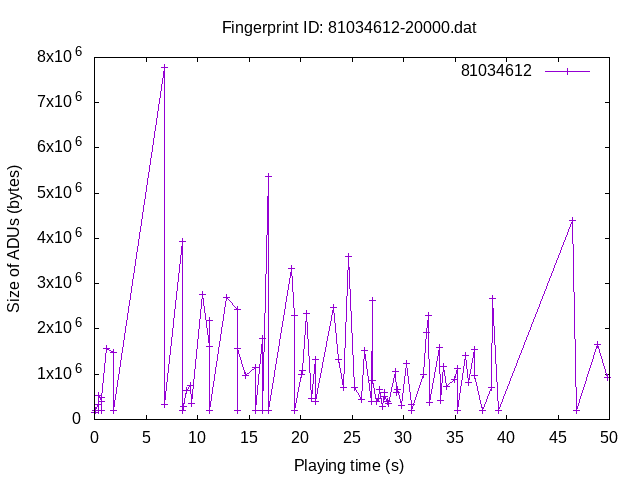 Fingerprint ID: 81034612-20000.dat
81034612
8x10^6
7x10^6
6x10^6
5x10^6
4x10^6
3x10^6
2x10^6
1x10^6
0
Size of ADUs (bytes)
0 5 10 15 20 25 30 35 40 45 50
Playing time (s)